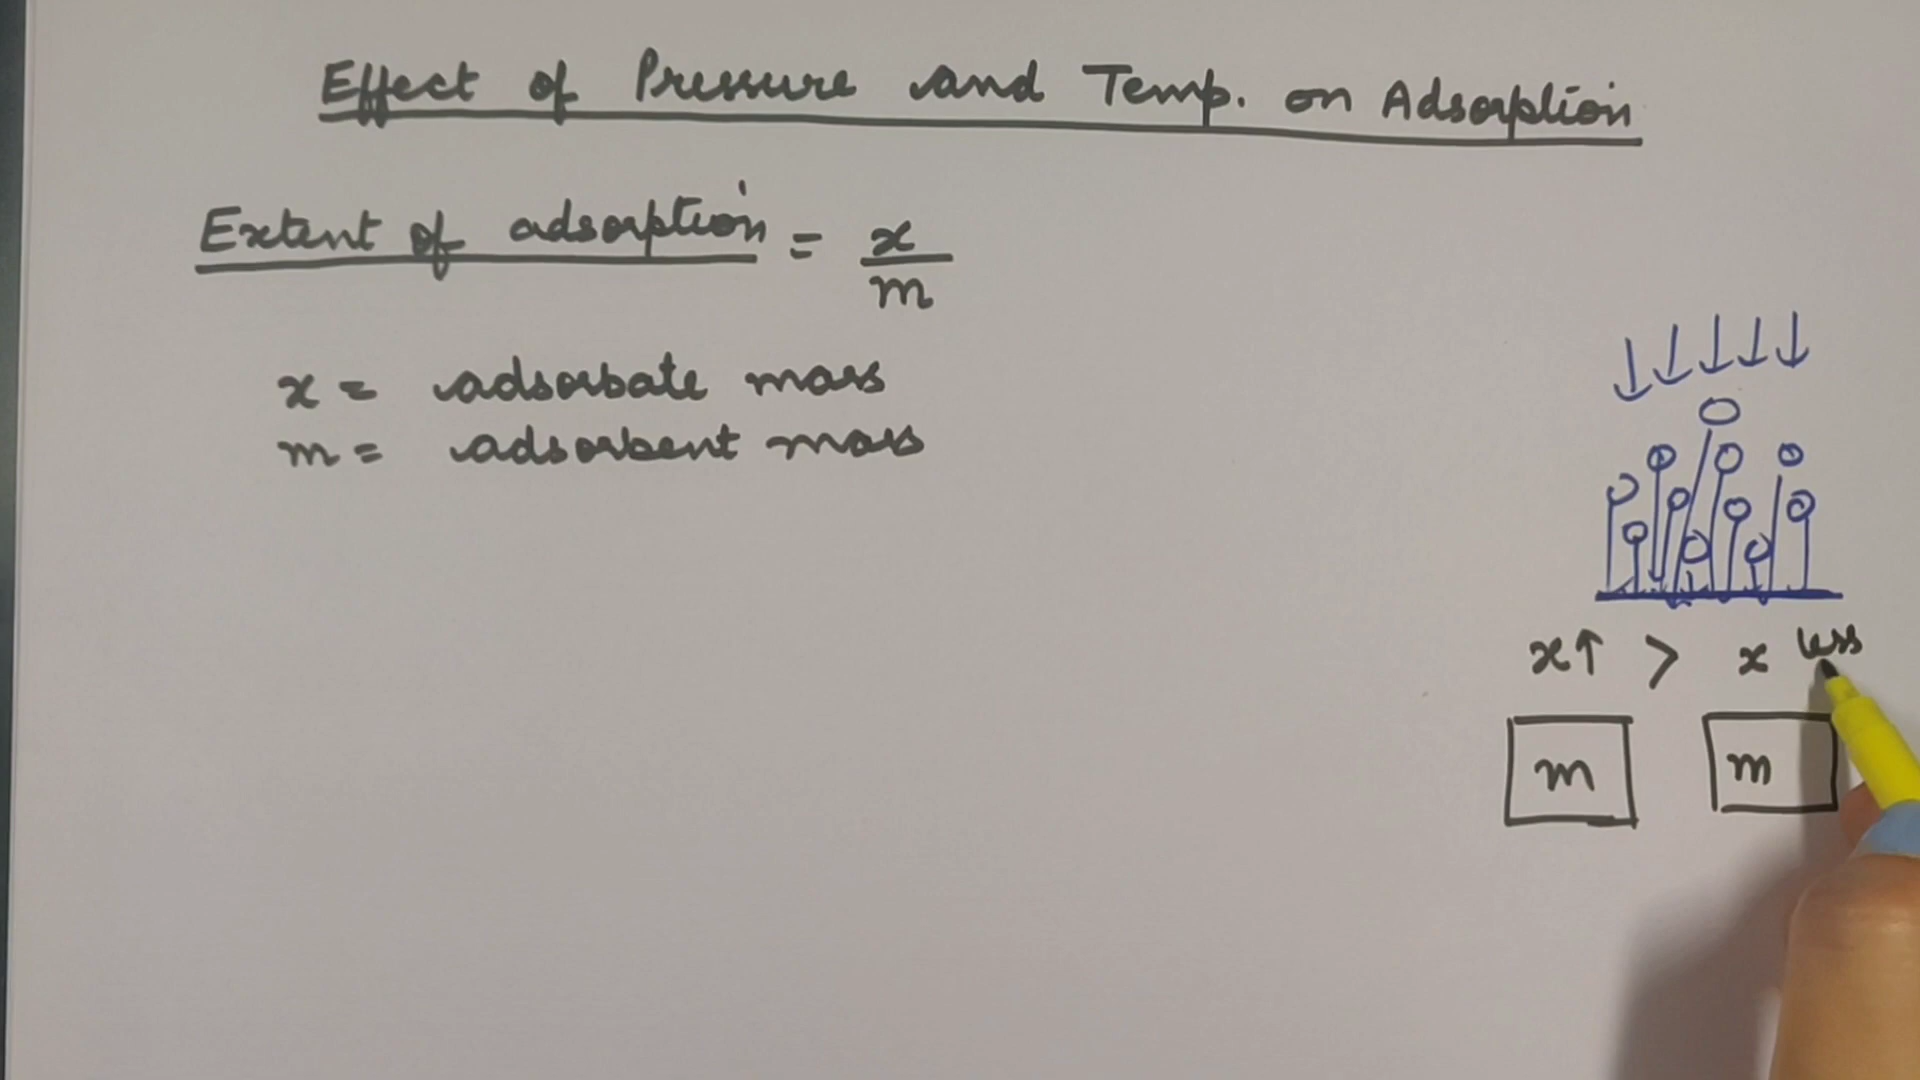 Effect of Pressure and Temp. on Adsorption
Extent of adsorption = x/m
x = adsorbate mass
m = adsorbent mass
x↑ > x less
m m